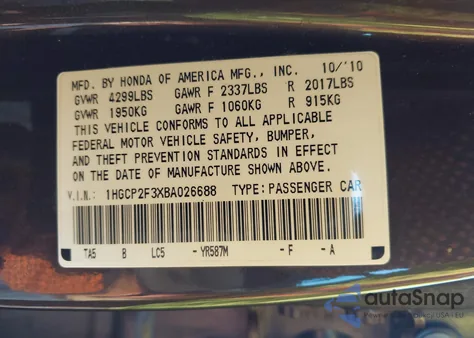 MFD. BY HONDA OF AMERICA MFG., INC. 10/'10
GVWR 4299LBS GAWR F 2337LBS R 2017LBS
GVWR 1950KG GAWR F 1060KG R 915KG
THIS VEHICLE CONFORMS TO ALL APPLICABLE
FEDERAL MOTOR VEHICLE SAFETY, BUMPER,
AND THEFT PREVENTION STANDARDS IN EFFECT
ON THE DATE OF MANUFACTURE SHOWN ABOVE.
V.I.N.: 1HGCP2F3XBA026688 TYPE: PASSENGER CAR
TA5 B LC5 - YR587M - F - A
autoSnap